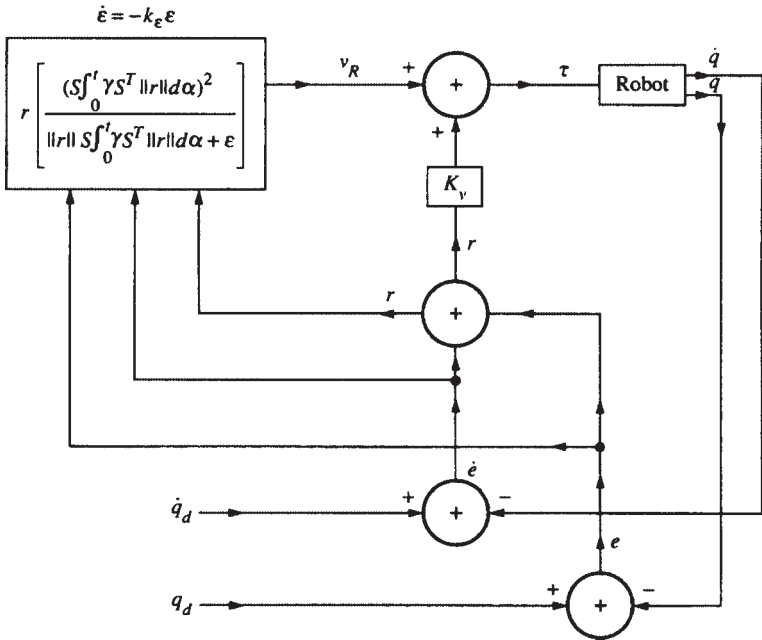 ε̇ = −k_ε ε
r [ (S∫₀ᵗ γSᵀ ‖r‖dα)² / (‖r‖ S∫₀ᵗ γSᵀ ‖r‖dα + ε) ]
v_R
+
+
+
τ
Robot
q̇
q
K_v
r
r
+
ė
q̇_d
+
+
−
e
q_d
+
+
−